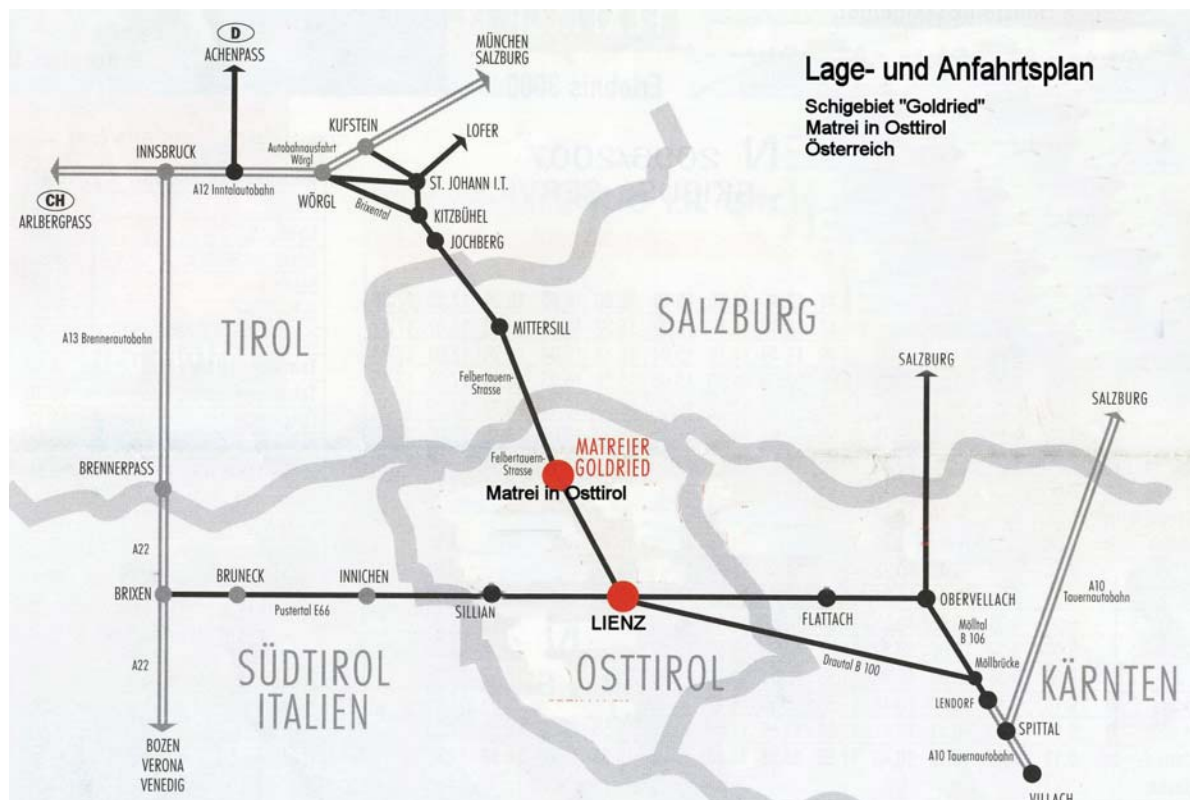 Lage- und Anfahrtsplan
Schigebiet "Goldried"
Matrei in Osttirol
Österreich
D
ACHENPASS
MÜNCHEN
SALZBURG
KUFSTEIN
LOFER
Autobahnausfahrt
Wörgl
INNSBRUCK
A12 Inntalautobahn
WÖRGL
ST. JOHANN I.T.
CH
ARLBERGPASS
Brixental
KITZBÜHEL
JOCHBERG
A13 Brennerautobahn
TIROL
SALZBURG
MITTERSILL
Felbertauern-
Strasse
SALZBURG
SALZBURG
BRENNERPASS
Felbertauern-
Strasse
MATREIER
GOLDRIED
Matrei in Osttirol
A22
BRIXEN
BRUNECK
INNICHEN
Pustertal E66
SILLIAN
LIENZ
FLATTACH
OBERVELLACH
A10
Tauernautobahn
Mölltal
B 106
A22
SÜDTIROL
ITALIEN
OSTTIROL
Drautal B 100
Möllbrücke
KÄRNTEN
LENDORF
SPITTAL
A10 Tauernautobahn
BOZEN
VERONA
VENEDIG
VILLACH